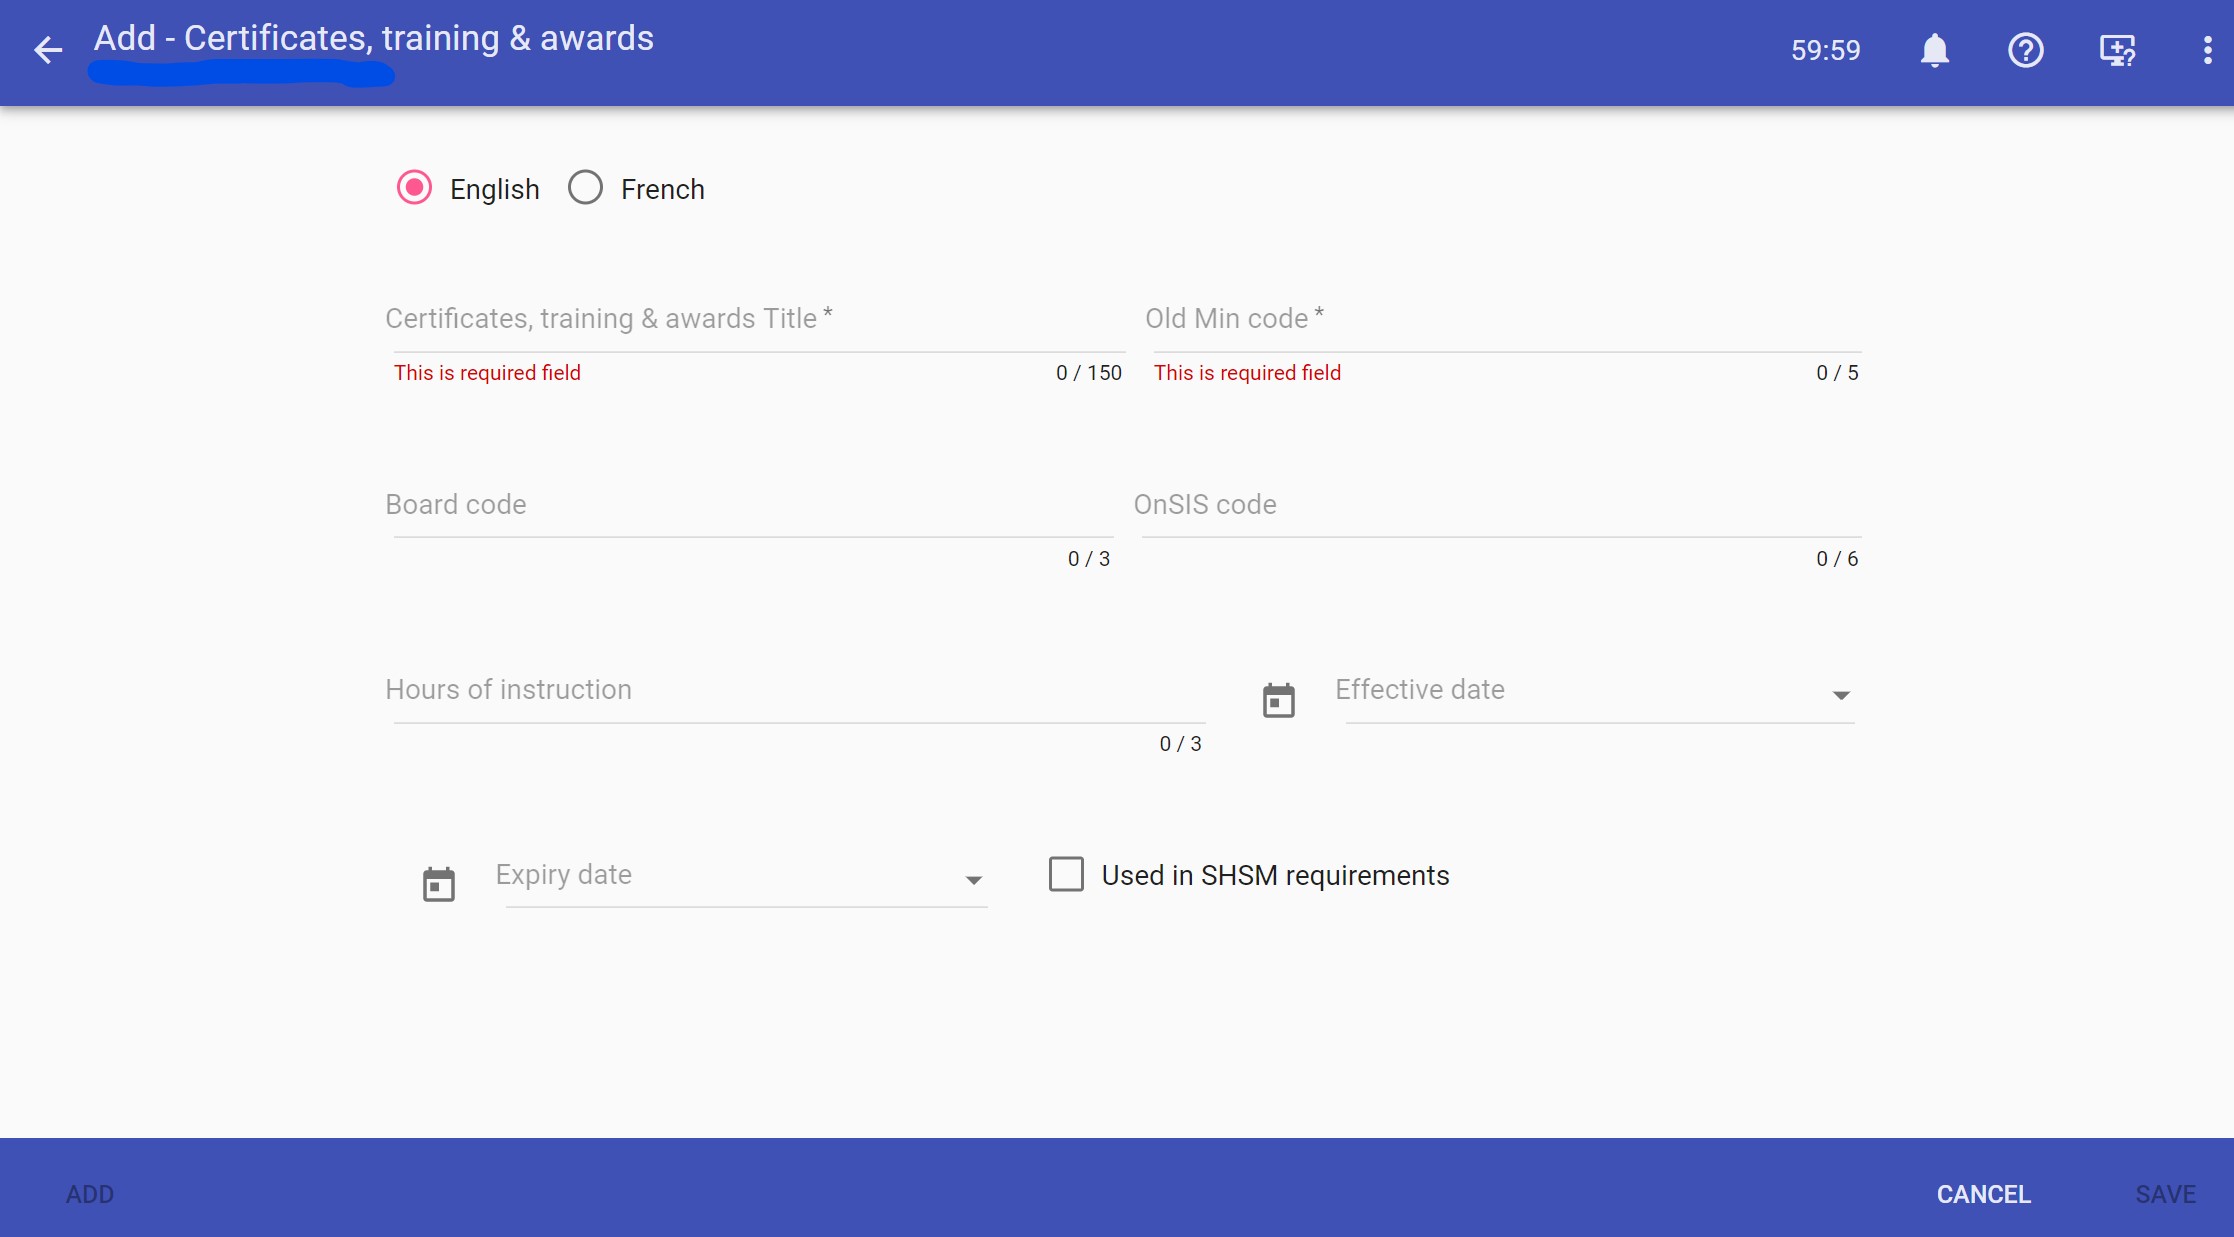 Add - Certificates, training & awards
59:59
English
French
Certificates, training & awards Title *
Old Min code *
This is required field
0 / 150
This is required field
0 / 5
Board code
OnSIS code
0 / 3
0 / 6
Hours of instruction
Effective date
0 / 3
Expiry date
Used in SHSM requirements
ADD
CANCEL
SAVE